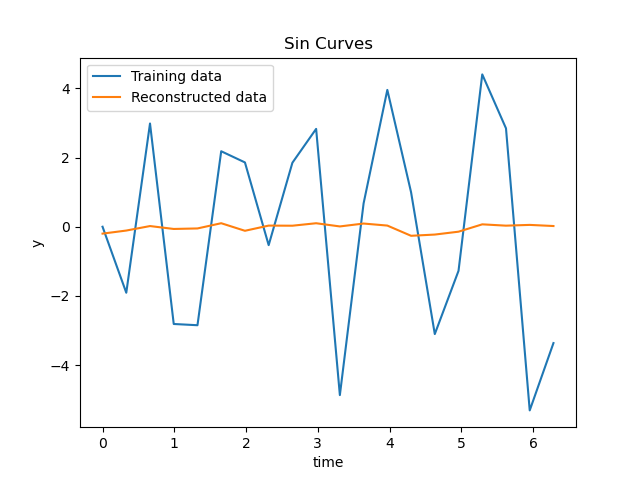 Sin Curves
Training data
Reconstructed data
y
4
2
0
−2
−4
0 1 2 3 4 5 6
time